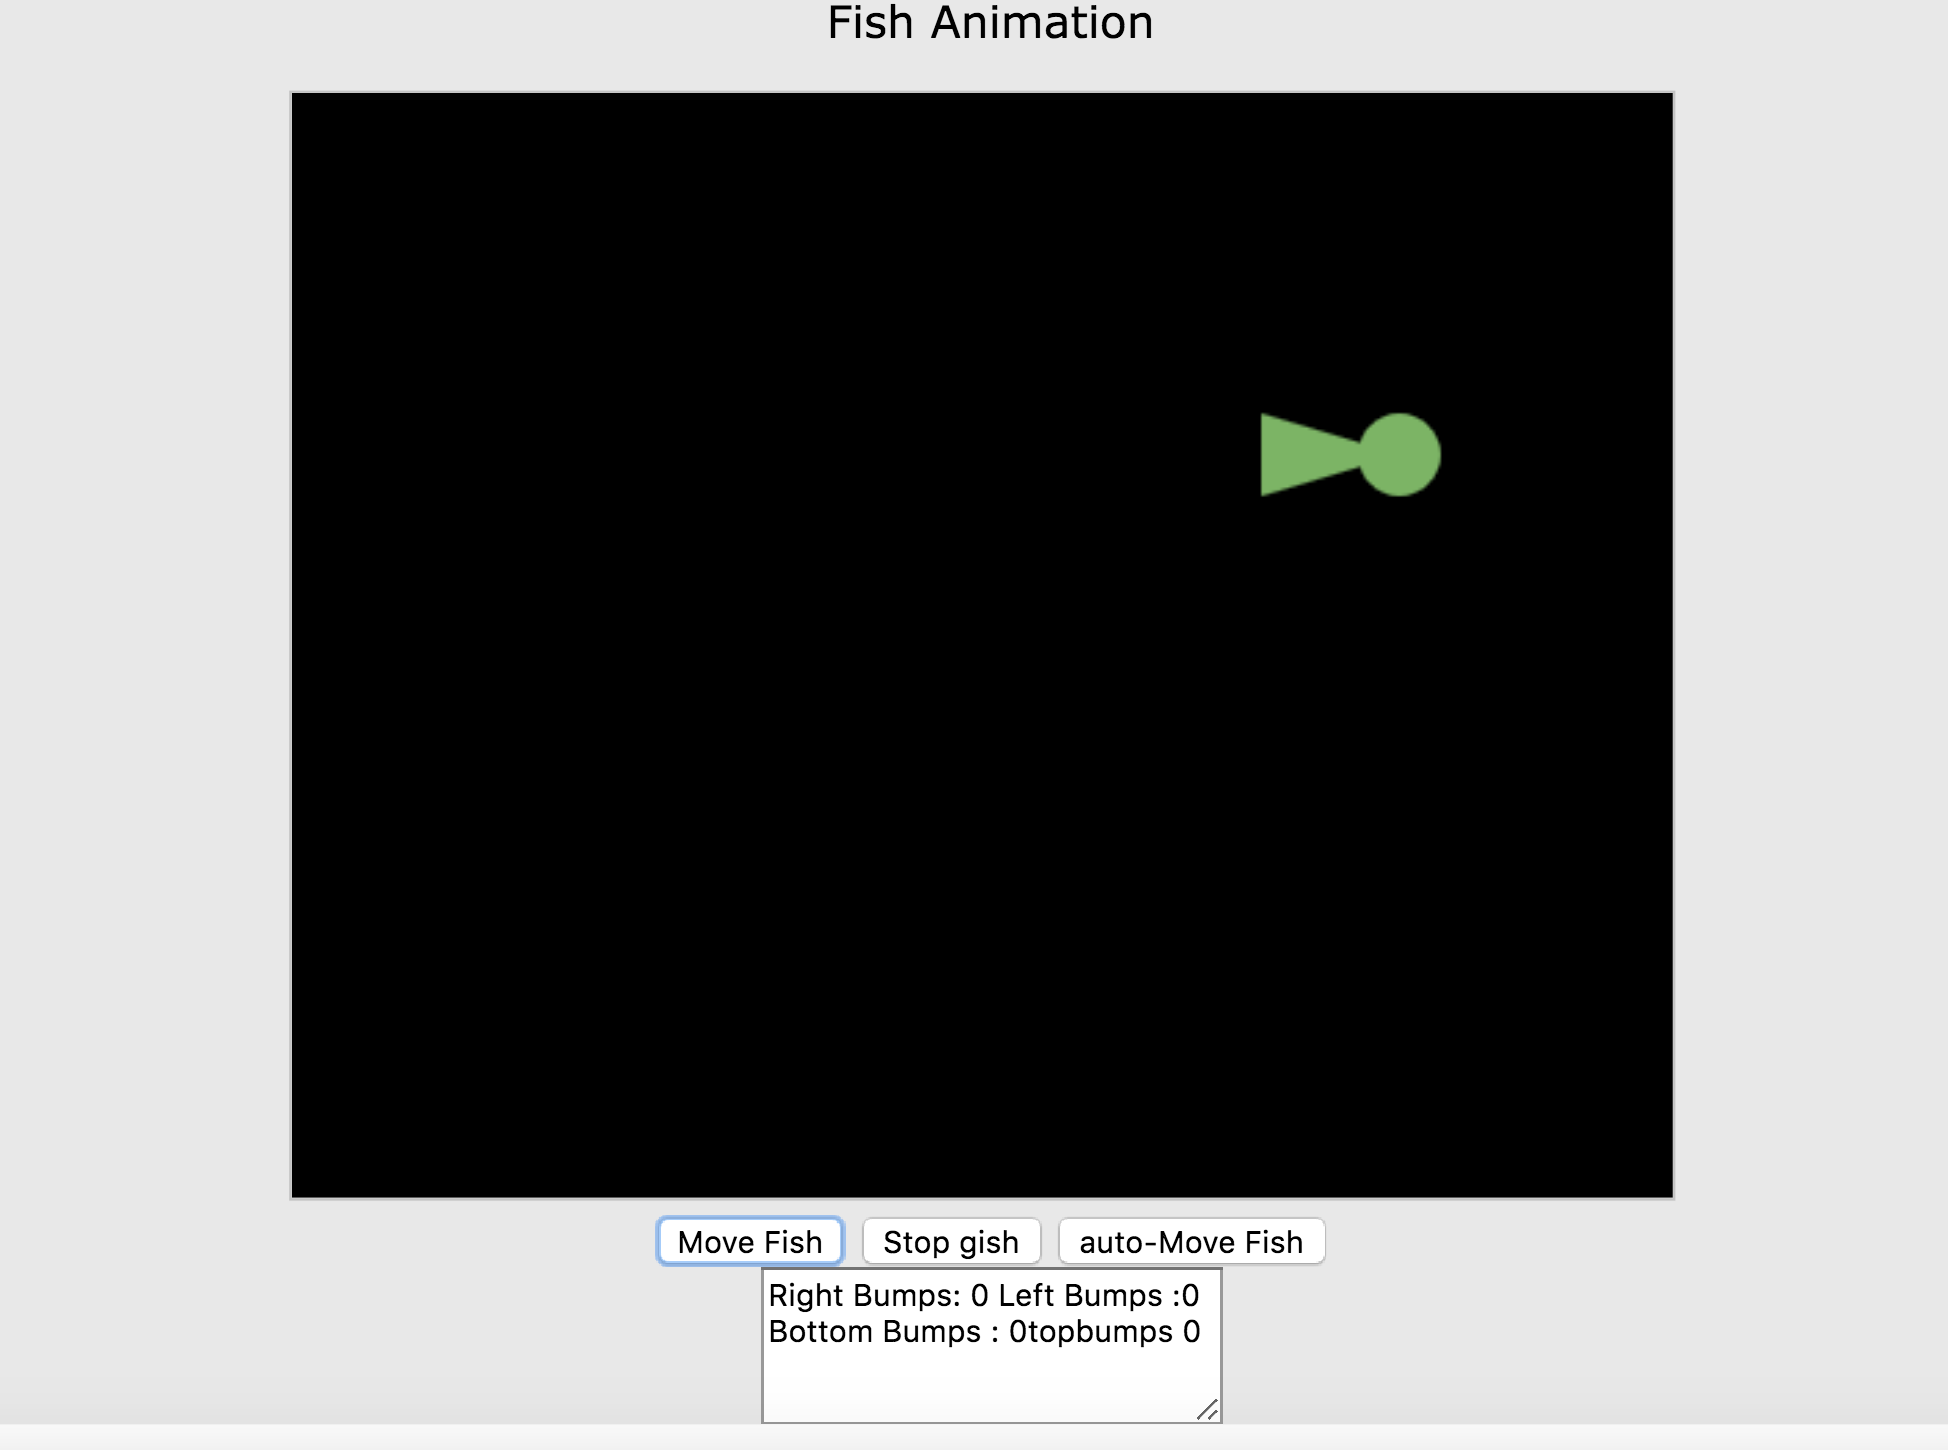 Fish Animation
Move Fish Stop gish auto-Move Fish
Right Bumps: 0 Left Bumps :0
Bottom Bumps : 0topbumps 0